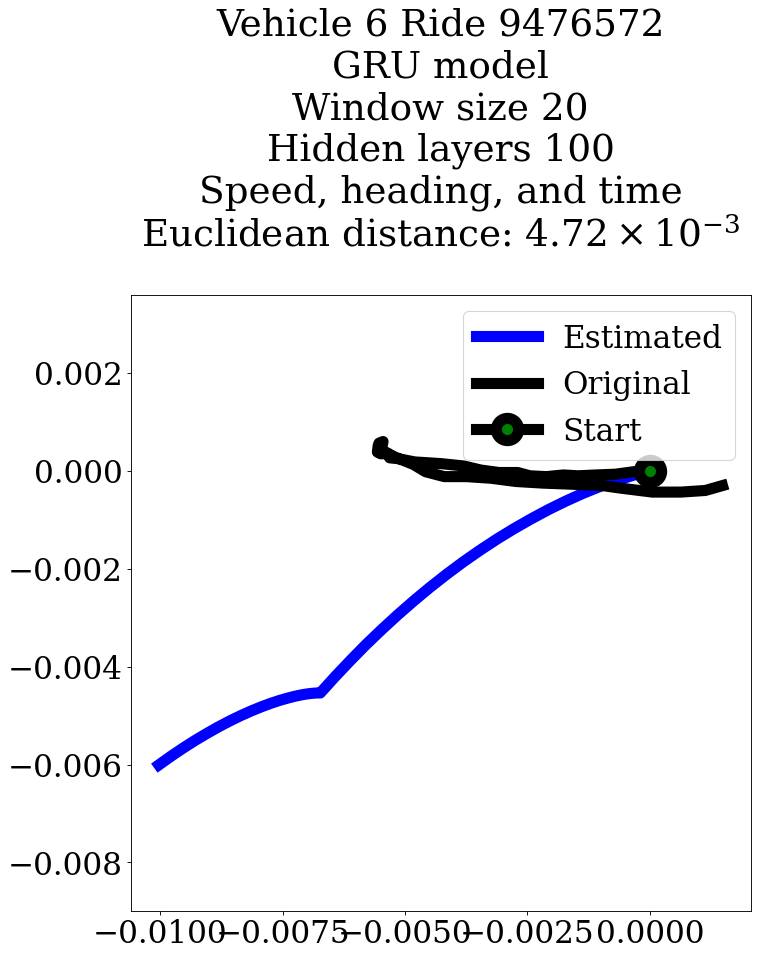 Vehicle 6 Ride 9476572
GRU model
Window size 20
Hidden layers 100
Speed, heading, and time
Euclidean distance: 4.72 × 10⁻³
Estimated
Original
Start
0.002
0.000
−0.002
−0.004
−0.006
−0.008
−0.0100 −0.0075 −0.0050 −0.0025 0.0000